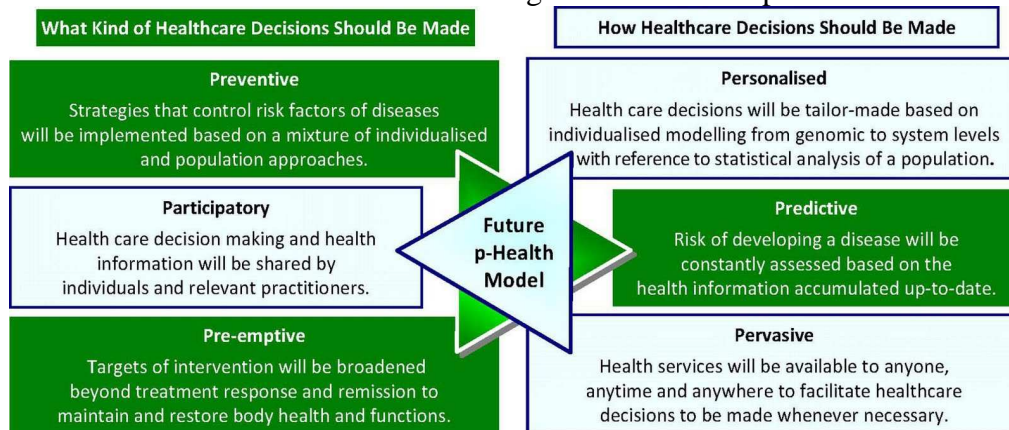 What Kind of Healthcare Decisions Should Be Made
How Healthcare Decisions Should Be Made
Preventive
Strategies that control risk factors of diseases
will be implemented based on a mixture of individualised
and population approaches.
Participatory
Health care decision making and health
information will be shared by
individuals and relevant practitioners.
Pre-emptive
Targets of intervention will be broadened
beyond treatment response and remission to
maintain and restore body health and functions.
Future
p-Health
Model
Personalised
Health care decisions will be tailor-made based on
individualised modelling from genomic to system levels
with reference to statistical analysis of a population.
Predictive
Risk of developing a disease will be
constantly assessed based on the
health information accumulated up-to-date.
Pervasive
Health services will be available to anyone,
anytime and anywhere to facilitate healthcare
decisions to be made whenever necessary.